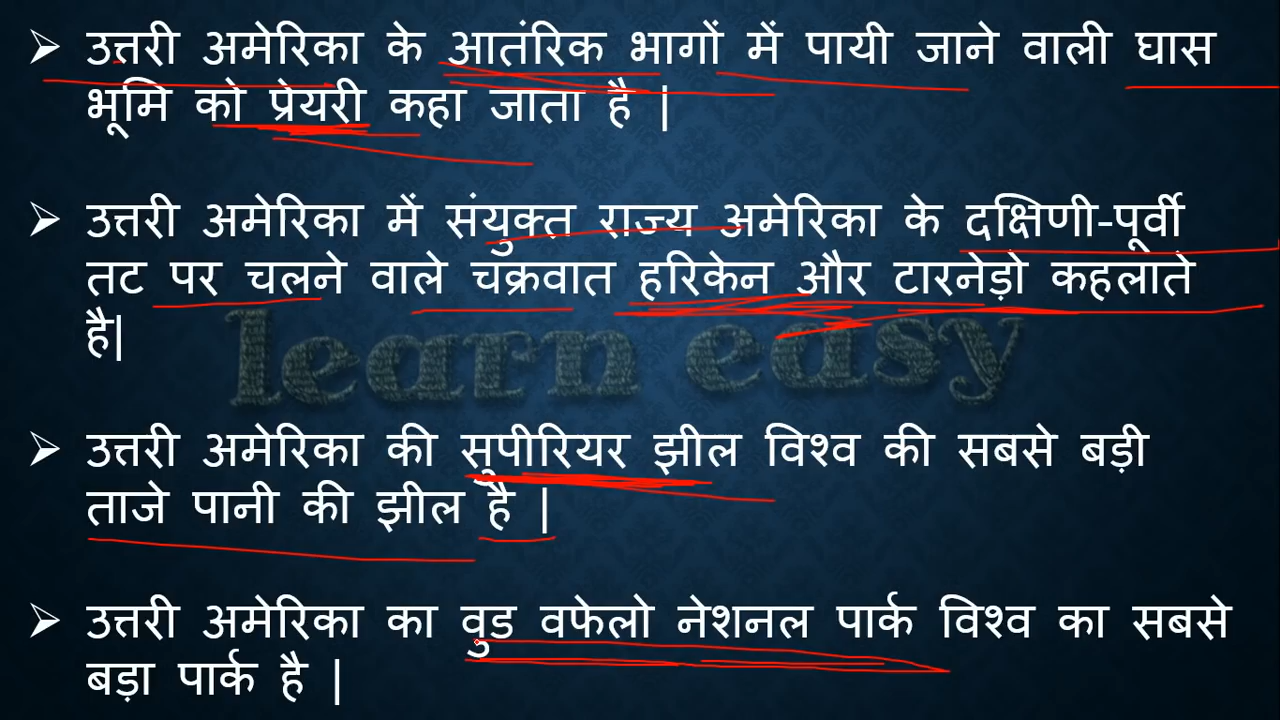 ➢ उत्तरी अमेरिका के आतंरिक भागों में पायी जाने वाली घास
भूमि को प्रेयरी कहा जाता है |
➢ उत्तरी अमेरिका में संयुक्त राज्य अमेरिका के दक्षिणी-पूर्वी
तट पर चलने वाले चक्रवात हरिकेन और टारनेड़ो कहलाते
है|
learn easy
➢ उत्तरी अमेरिका की सुपीरियर झील विश्व की सबसे बड़ी
ताजे पानी की झील है |
➢ उत्तरी अमेरिका का वुड वफेलो नेशनल पार्क विश्व का सबसे
बड़ा पार्क है |